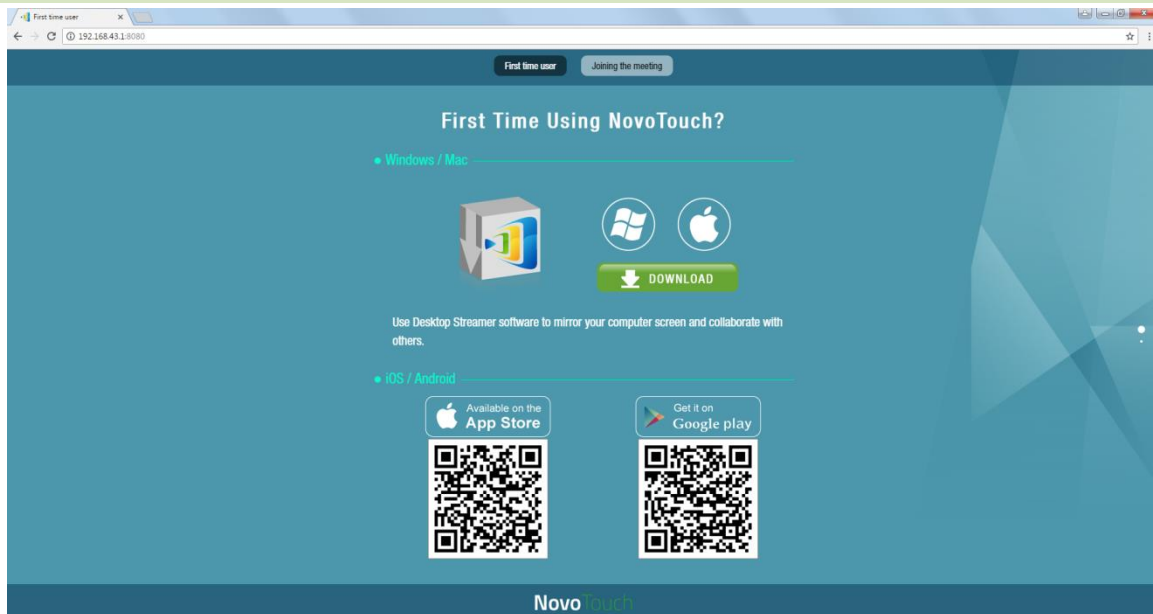 First time user
192.168.43.1:8080
First time user
Joining the meeting
First Time Using NovoTouch?
Windows / Mac
DOWNLOAD
Use Desktop Streamer software to mirror your computer screen and collaborate with
others.
iOS / Android
Available on the
App Store
Get it on
Google play
NovoTouch